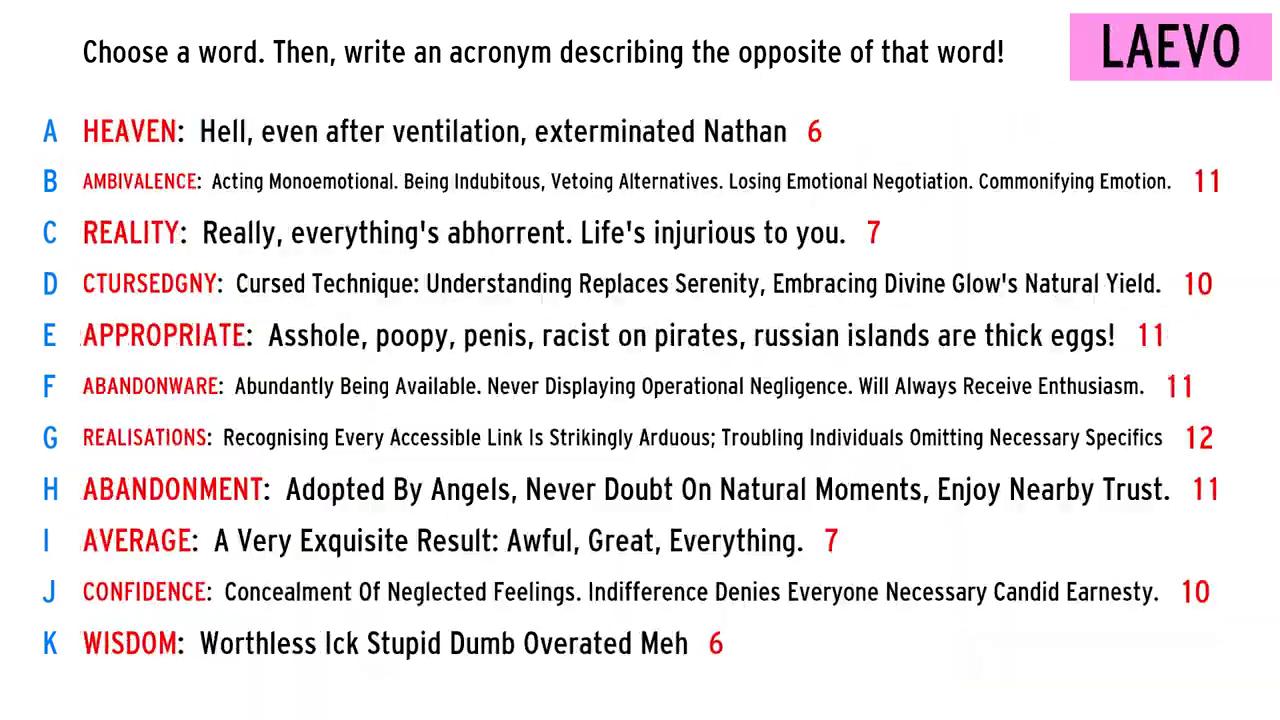 Choose a word. Then, write an acronym describing the opposite of that word!
LAEVO
A HEAVEN: Hell, even after ventilation, exterminated Nathan 6
B AMBIVALENCE: Acting Monoemotional. Being Indubitous, Vetoing Alternatives. Losing Emotional Negotiation. Commonifying Emotion. 11
C REALITY: Really, everything's abhorrent. Life's injurious to you. 7
D CTURSEDGNY: Cursed Technique: Understanding Replaces Serenity, Embracing Divine Glow's Natural Yield. 10
E APPROPRIATE: Asshole, poopy, penis, racist on pirates, russian islands are thick eggs! 11
F ABANDONWARE: Abundantly Being Available. Never Displaying Operational Negligence. Will Always Receive Enthusiasm. 11
G REALISATIONS: Recognising Every Accessible Link Is Strikingly Arduous; Troubling Individuals Omitting Necessary Specifics 12
H ABANDONMENT: Adopted By Angels, Never Doubt On Natural Moments, Enjoy Nearby Trust. 11
I AVERAGE: A Very Exquisite Result: Awful, Great, Everything. 7
J CONFIDENCE: Concealment Of Neglected Feelings. Indifference Denies Everyone Necessary Candid Earnesty. 10
K WISDOM: Worthless Ick Stupid Dumb Overated Meh 6